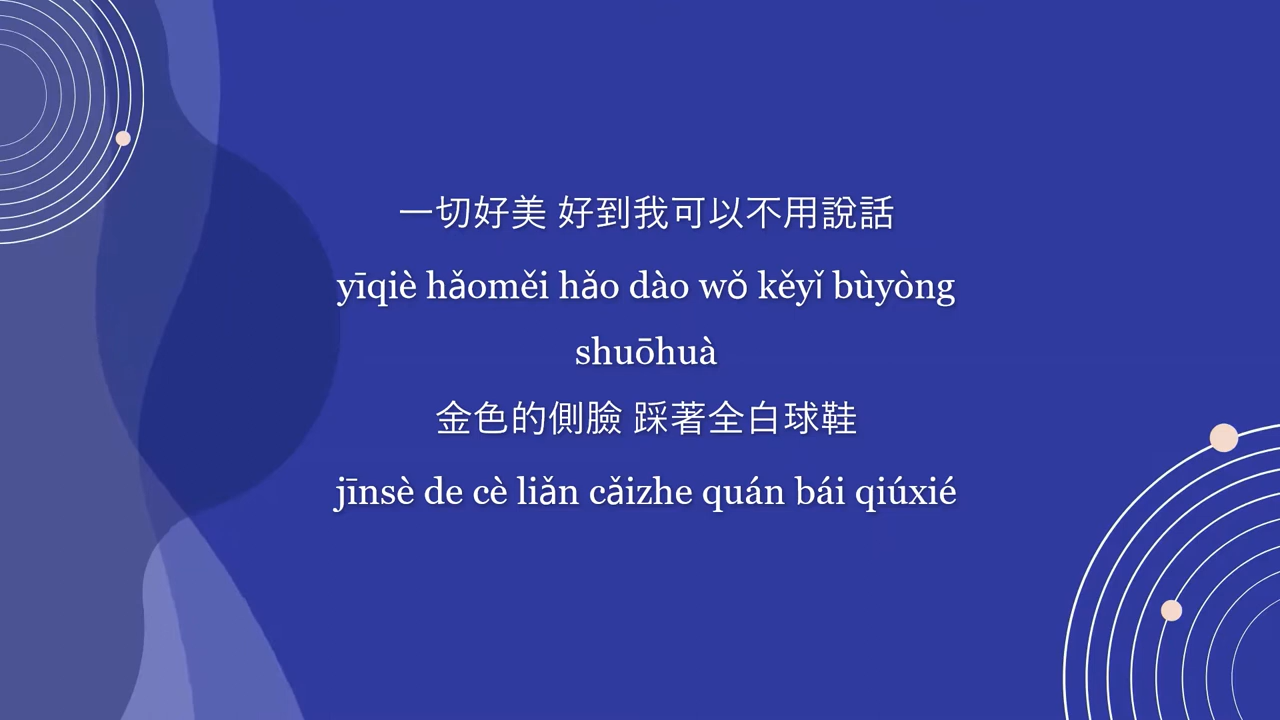 一切好美 好到我可以不用說話
yīqiè hǎoměi hǎo dào wǒ kěyǐ bùyòng
shuōhuà
金色的側臉 踩著全白球鞋
jīnsè de cè liǎn cǎizhe quán bái qiúxié